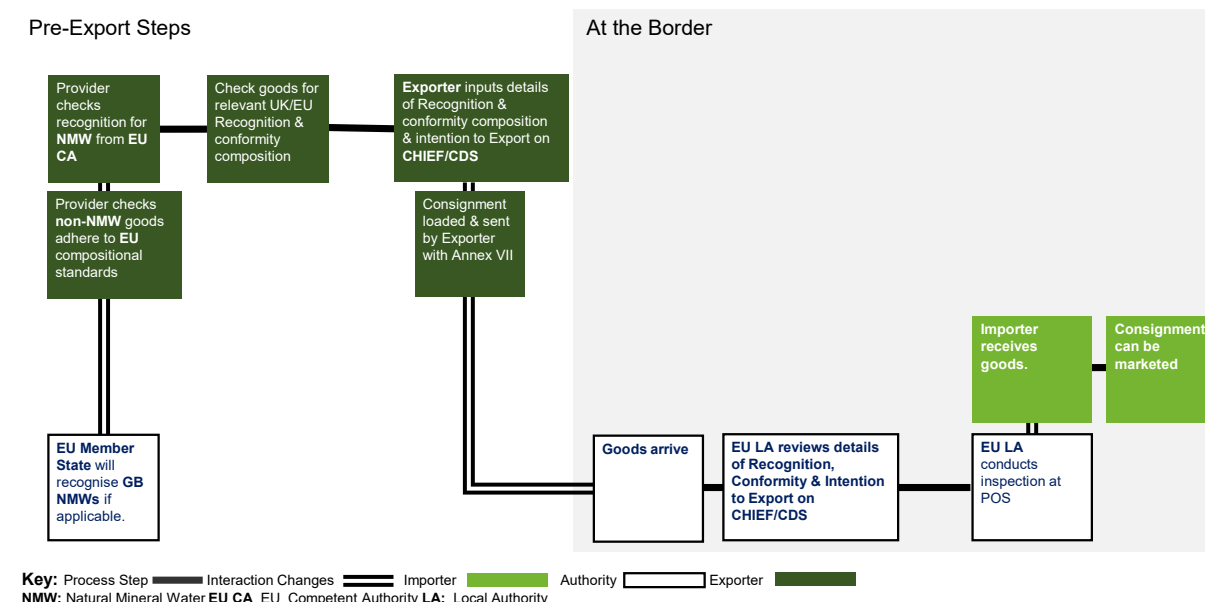 Pre-Export Steps
At the Border
Provider
checks
recognition for
NMW from EU
CA
Check goods for
relevant UK/EU
Recognition &
conformity
composition
Exporter inputs details
of Recognition &
conformity composition
& intention to Export on
CHIEF/CDS
Provider checks
non-NMW goods
adhere to EU
compositional
standards
Consignment
loaded & sent
by Exporter
with Annex VII
Importer
receives
goods.
Consignment
can be
marketed
EU Member
State will
recognise GB
NMWs if
applicable.
Goods arrive
EU LA reviews details
of Recognition,
Conformity & Intention
to Export on
CHIEF/CDS
EU LA
conducts
inspection at
POS
Key: Process Step Interaction Changes Importer Authority Exporter
NMW: Natural Mineral Water EU CA EU Competent Authority LA: Local Authority